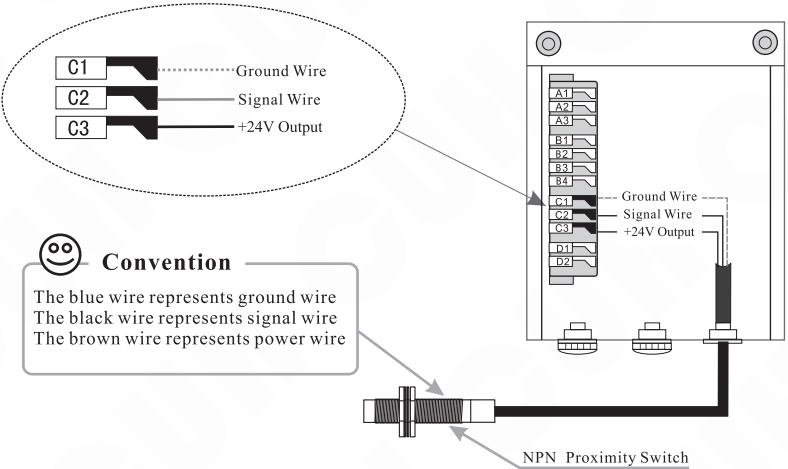 C1
Ground Wire
C2
Signal Wire
C3
+24V Output
A1
A2
A3
B1
B2
B3
B4
C1
Ground Wire
C2
Signal Wire
C3
+24V Output
D1
D2
Convention
The blue wire represents ground wire
The black wire represents signal wire
The brown wire represents power wire
NPN Proximity Switch